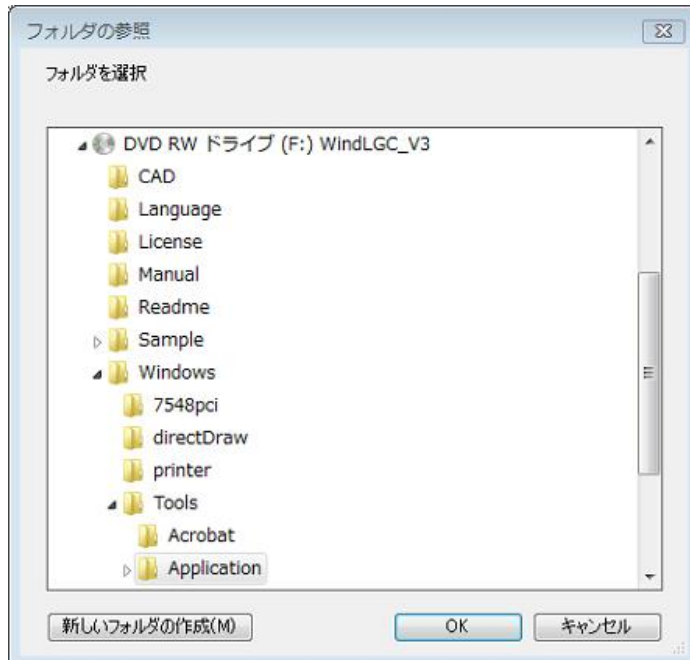 フォルダの参照
フォルダを選択
DVD RW ドライブ (F:) WindLGC_V3
CAD
Language
License
Manual
Readme
Sample
Windows
7548pci
directDraw
printer
Tools
Acrobat
Application
新しいフォルダの作成(M)
OK
キャンセル